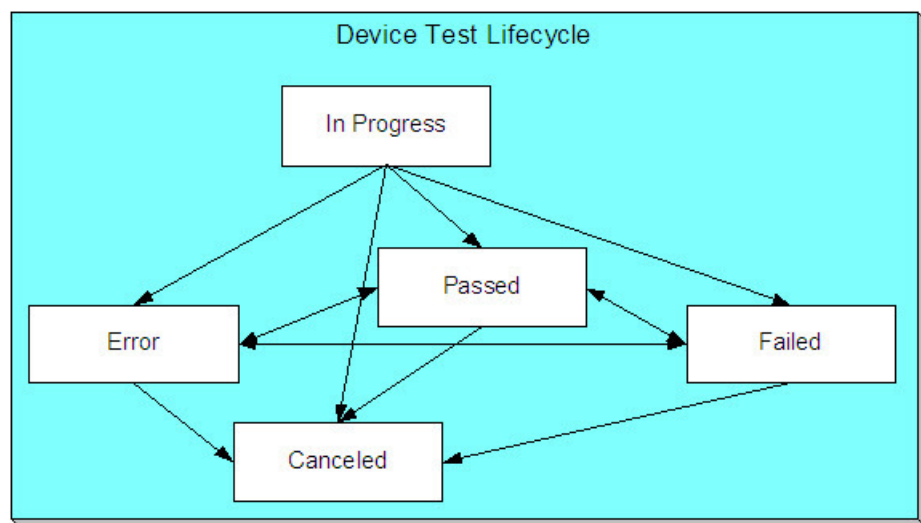 Device Test Lifecycle
In Progress
Passed
Error
Failed
Canceled